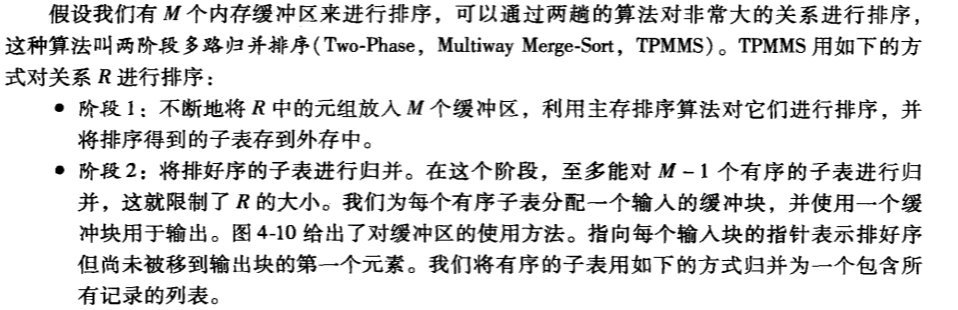 假设我们有 M 个内存缓冲区来进行排序，可以通过两趟的算法对非常大的关系进行排序，
这种算法叫两阶段多路归并排序(Two-Phase，Multiway Merge-Sort，TPMMS)。TPMMS 用如下的方
式对关系 R 进行排序：
● 阶段 1：不断地将 R 中的元组放入 M 个缓冲区，利用主存排序算法对它们进行排序，并
将排序得到的子表存到外存中。
● 阶段 2：将排好序的子表进行归并。在这个阶段，至多能对 M − 1 个有序的子表进行归
并，这就限制了 R 的大小。我们为每个有序子表分配一个输入的缓冲块，并使用一个缓
冲块用于输出。图 4-10 给出了对缓冲区的使用方法。指向每个输入块的指针表示排好序
但尚未被移到输出块的第一个元素。我们将有序的子表用如下的方式归并为一个包含所
有记录的列表。